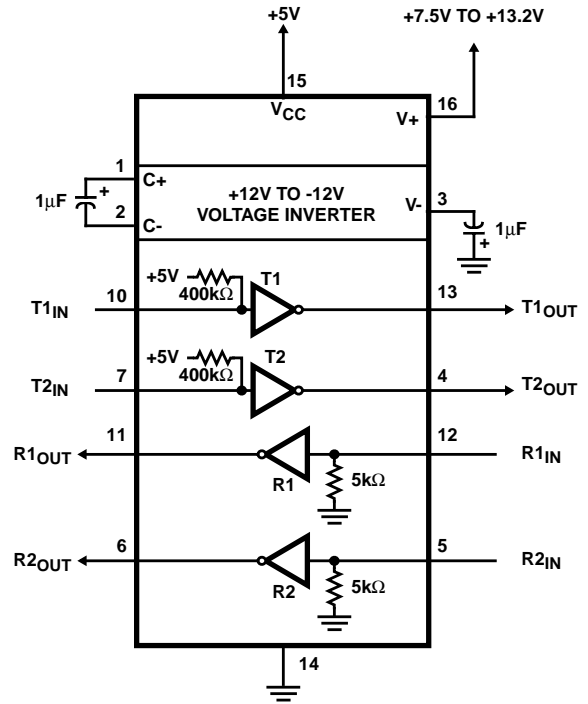 +5V
+7.5V TO +13.2V
15
16
VCC
V+
1
C+
1μF
+
2
C-
+12V TO -12V
VOLTAGE INVERTER
V-
3
1μF
+
+5V
400kΩ
T1
T1IN
10
13
T1OUT
+5V
400kΩ
T2
T2IN
7
4
T2OUT
R1OUT
11
R1
5kΩ
12
R1IN
R2OUT
6
R2
5kΩ
5
R2IN
14